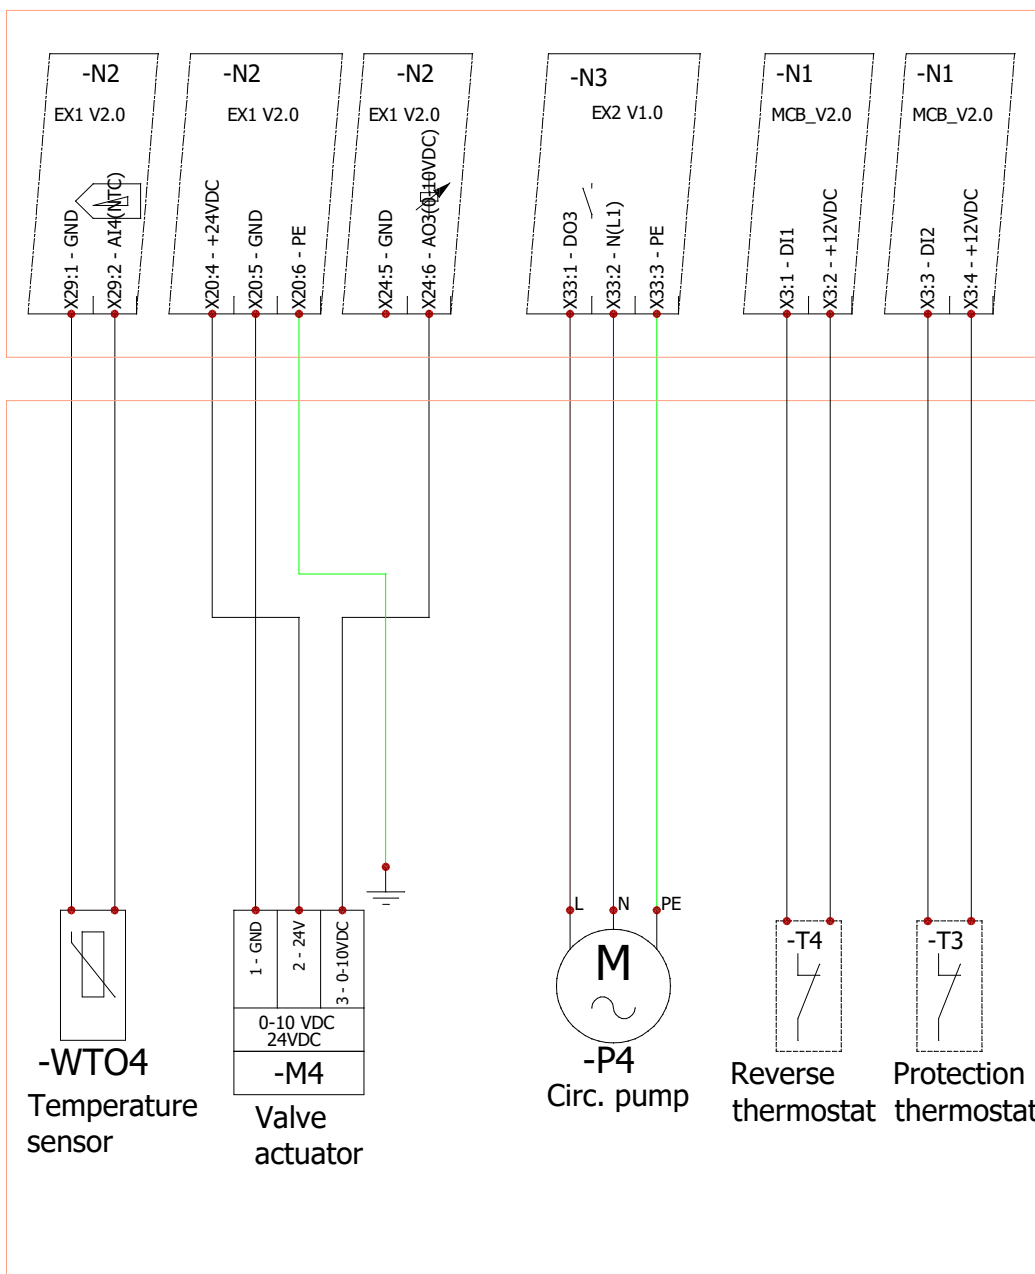 -N2
EX1 V2.0
X29:1 - GND
X29:2 - AI4(NTC)
-N2
EX1 V2.0
X20:4 - +24VDC
X20:5 - GND
X20:6 - PE
-N2
EX1 V2.0
X24:5 - GND
X24:6 - AO3(0-10VDC)
-N3
EX2 V1.0
X33:1 - DO3
X33:2 - N(L1)
X33:3 - PE
-N1
MCB_V2.0
X3:1 - DI1
X3:2 - +12VDC
-N1
MCB_V2.0
X3:3 - DI2
X3:4 - +12VDC
-WTO4
Temperature
sensor
1 - GND
2 - 24V
3 - 0-10VDC
0-10 VDC
24VDC
-M4
Valve
actuator
L
N
PE
M
-P4
Circ. pump
-T4
Reverse
thermostat
-T3
Protection
thermostat